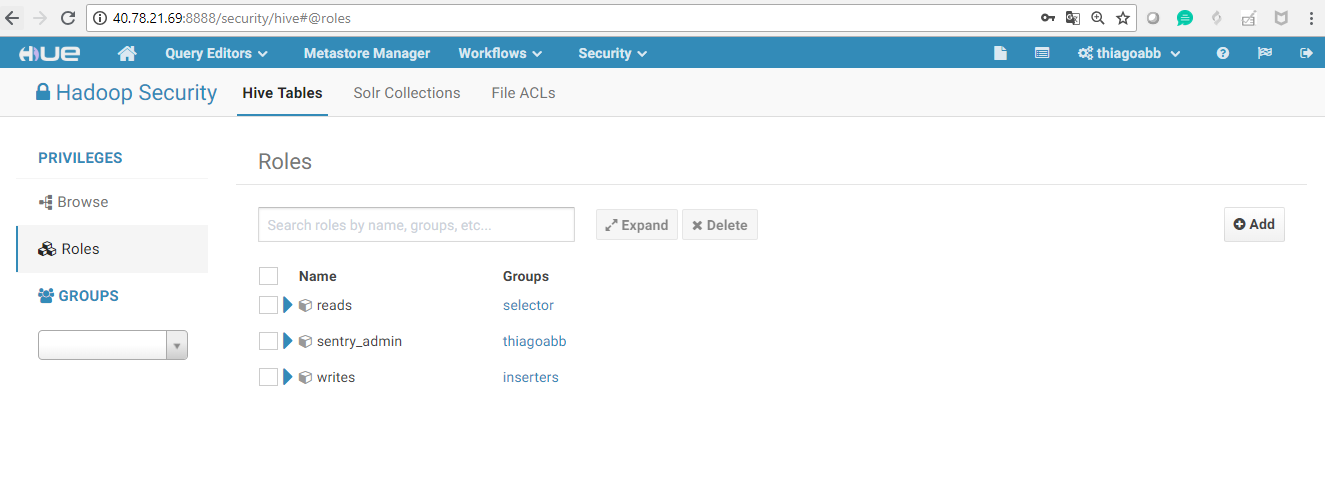 40.78.21.69:8888/security/hive#@roles
HUE Query Editors Metastore Manager Workflows Security thiagoabb
Hadoop Security Hive Tables Solr Collections File ACLs
PRIVILEGES
Browse
Roles
GROUPS
Roles
Search roles by name, groups, etc... Expand Delete Add
Name Groups
reads selector
sentry_admin thiagoabb
writes inserters